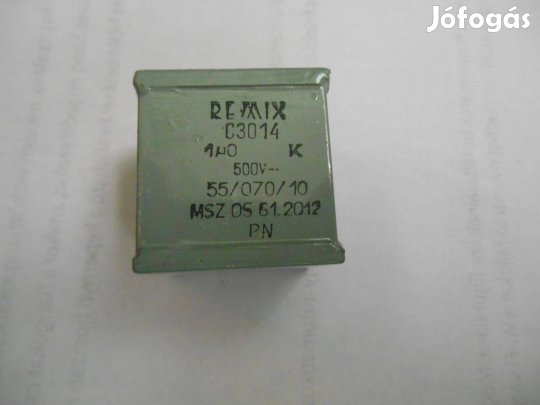 Jófogás
REMIX
C3014
1µ0 K
500V--
55/070/10
MSZ 05 61.2012
PN